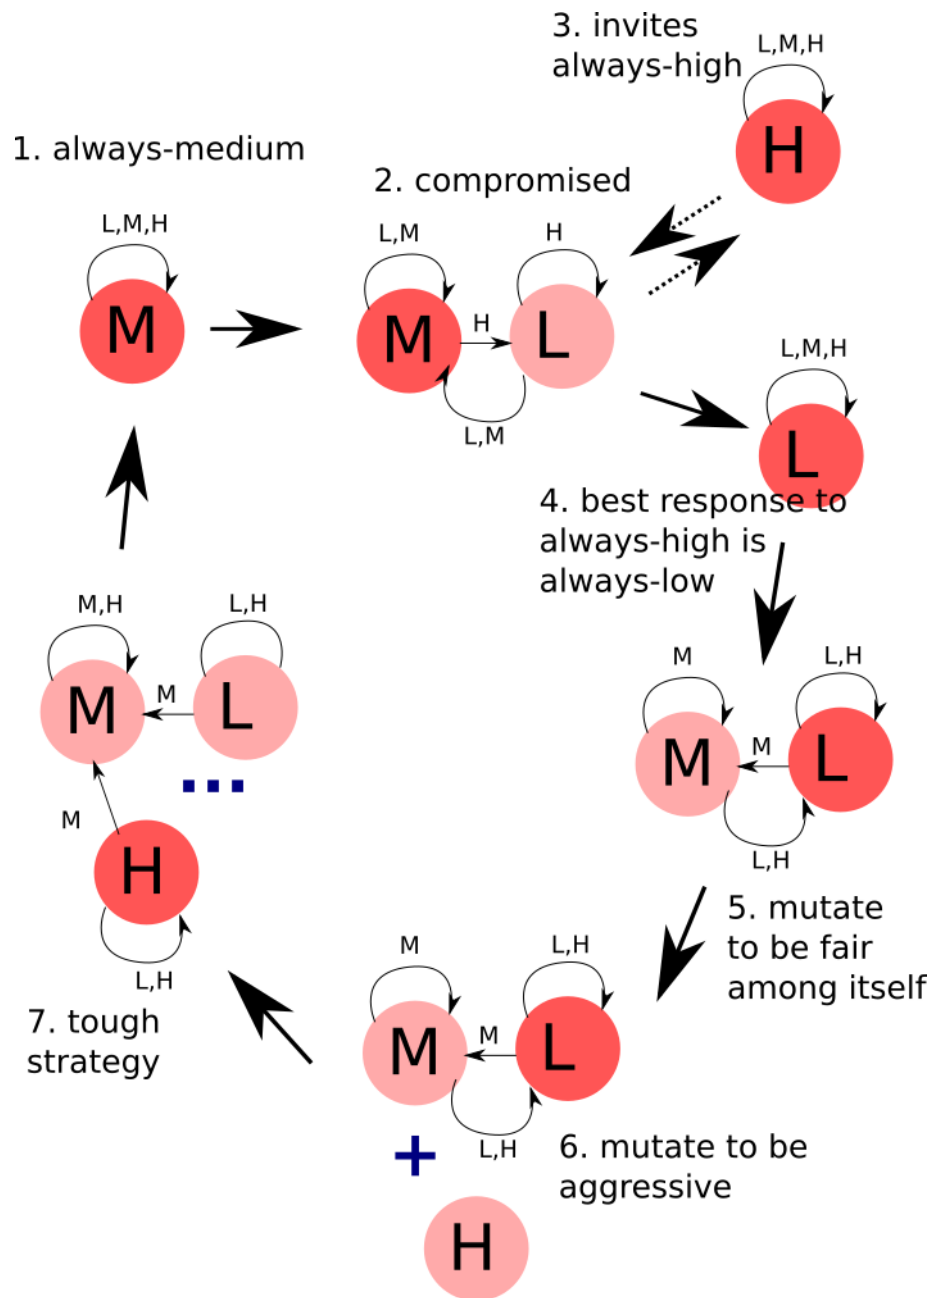 3. invites
always-high
L,M,H
H
1. always-medium
L,M,H
M
2. compromised
L,M
H
M
H
L
L,M
L,M,H
L
4. best response to
always-high is
always-low
M
L,H
M
M
L
L,H
5. mutate
to be fair
among itself
M
L,H
M
M
L
L,H
+
H
6. mutate to be
aggressive
M,H
L,H
M
M
L
...
M
H
L,H
7. tough
strategy